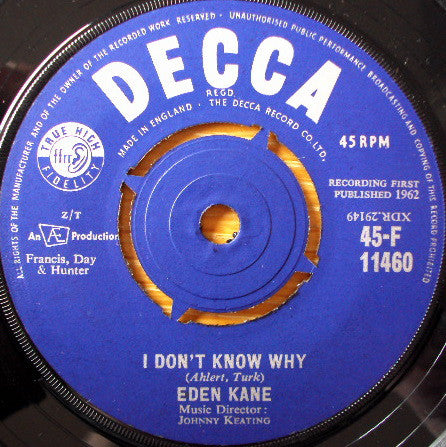 ALL RIGHTS OF THE MANUFACTURER AND OF THE OWNER OF THE RECORDED WORK RESERVED · UNAUTHORISED PUBLIC PERFORMANCE BROADCASTING AND COPYING OF THIS RECORD PROHIBITED
DECCA
REGD.
MADE IN ENGLAND · THE DECCA RECORD CO. LTD.
TRUE HIGH
ffrr
FIDELITY
45 RPM
RECORDING FIRST
PUBLISHED 1962
Z/T
XDR.29149
An A Production
45-F
11460
Francis, Day
& Hunter
I DON'T KNOW WHY
(Ahlert, Turk)
EDEN KANE
Music Director:
JOHNNY KEATING